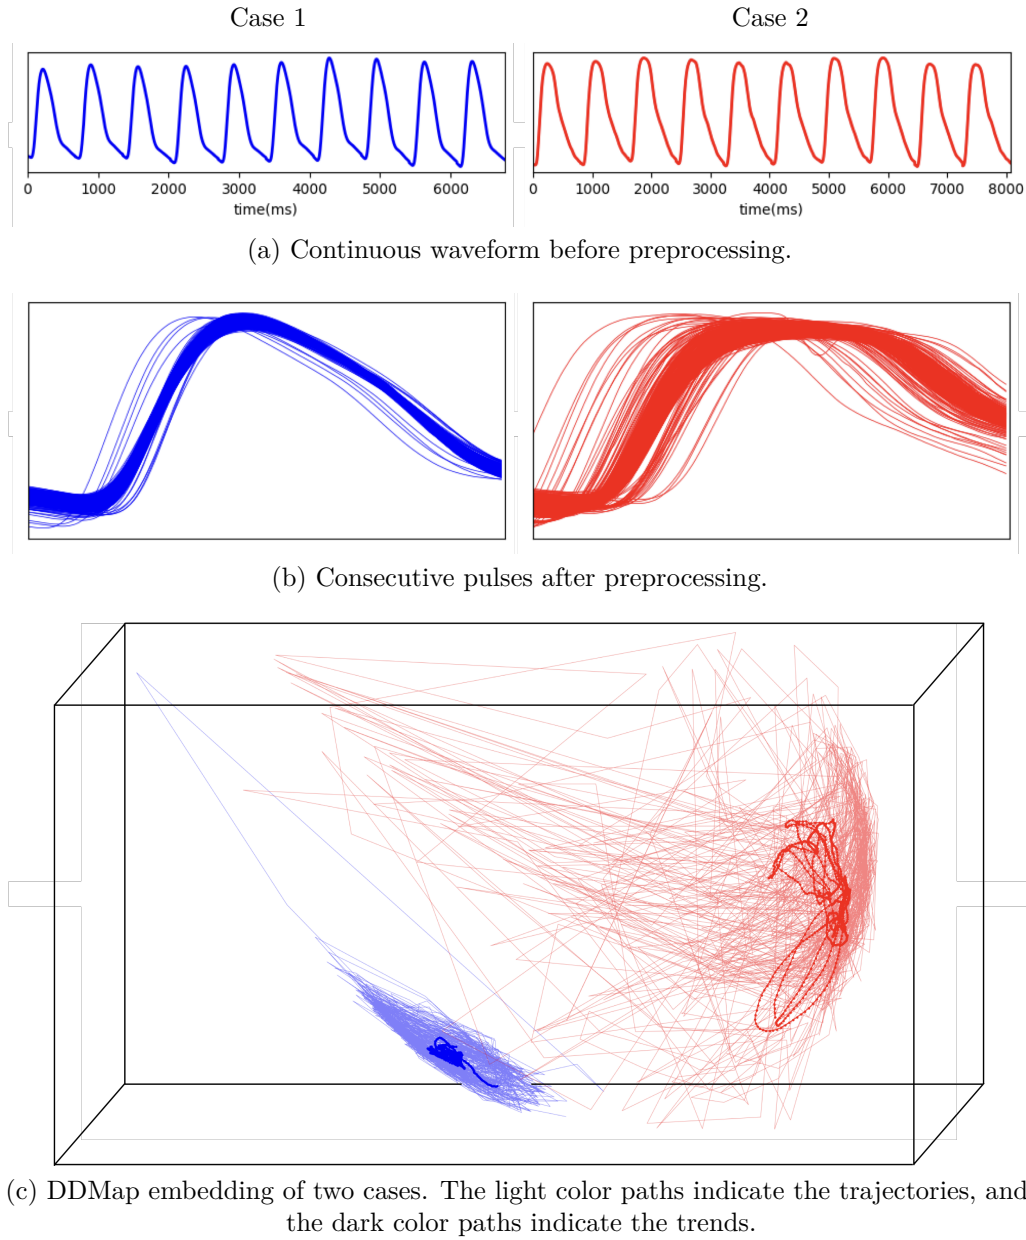 Case 1
Case 2
0 1000 2000 3000 4000 5000 6000
time(ms)
0 1000 2000 3000 4000 5000 6000 7000 8000
time(ms)
(a) Continuous waveform before preprocessing.
(b) Consecutive pulses after preprocessing.
(c) DDMap embedding of two cases. The light color paths indicate the trajectories, and
the dark color paths indicate the trends.